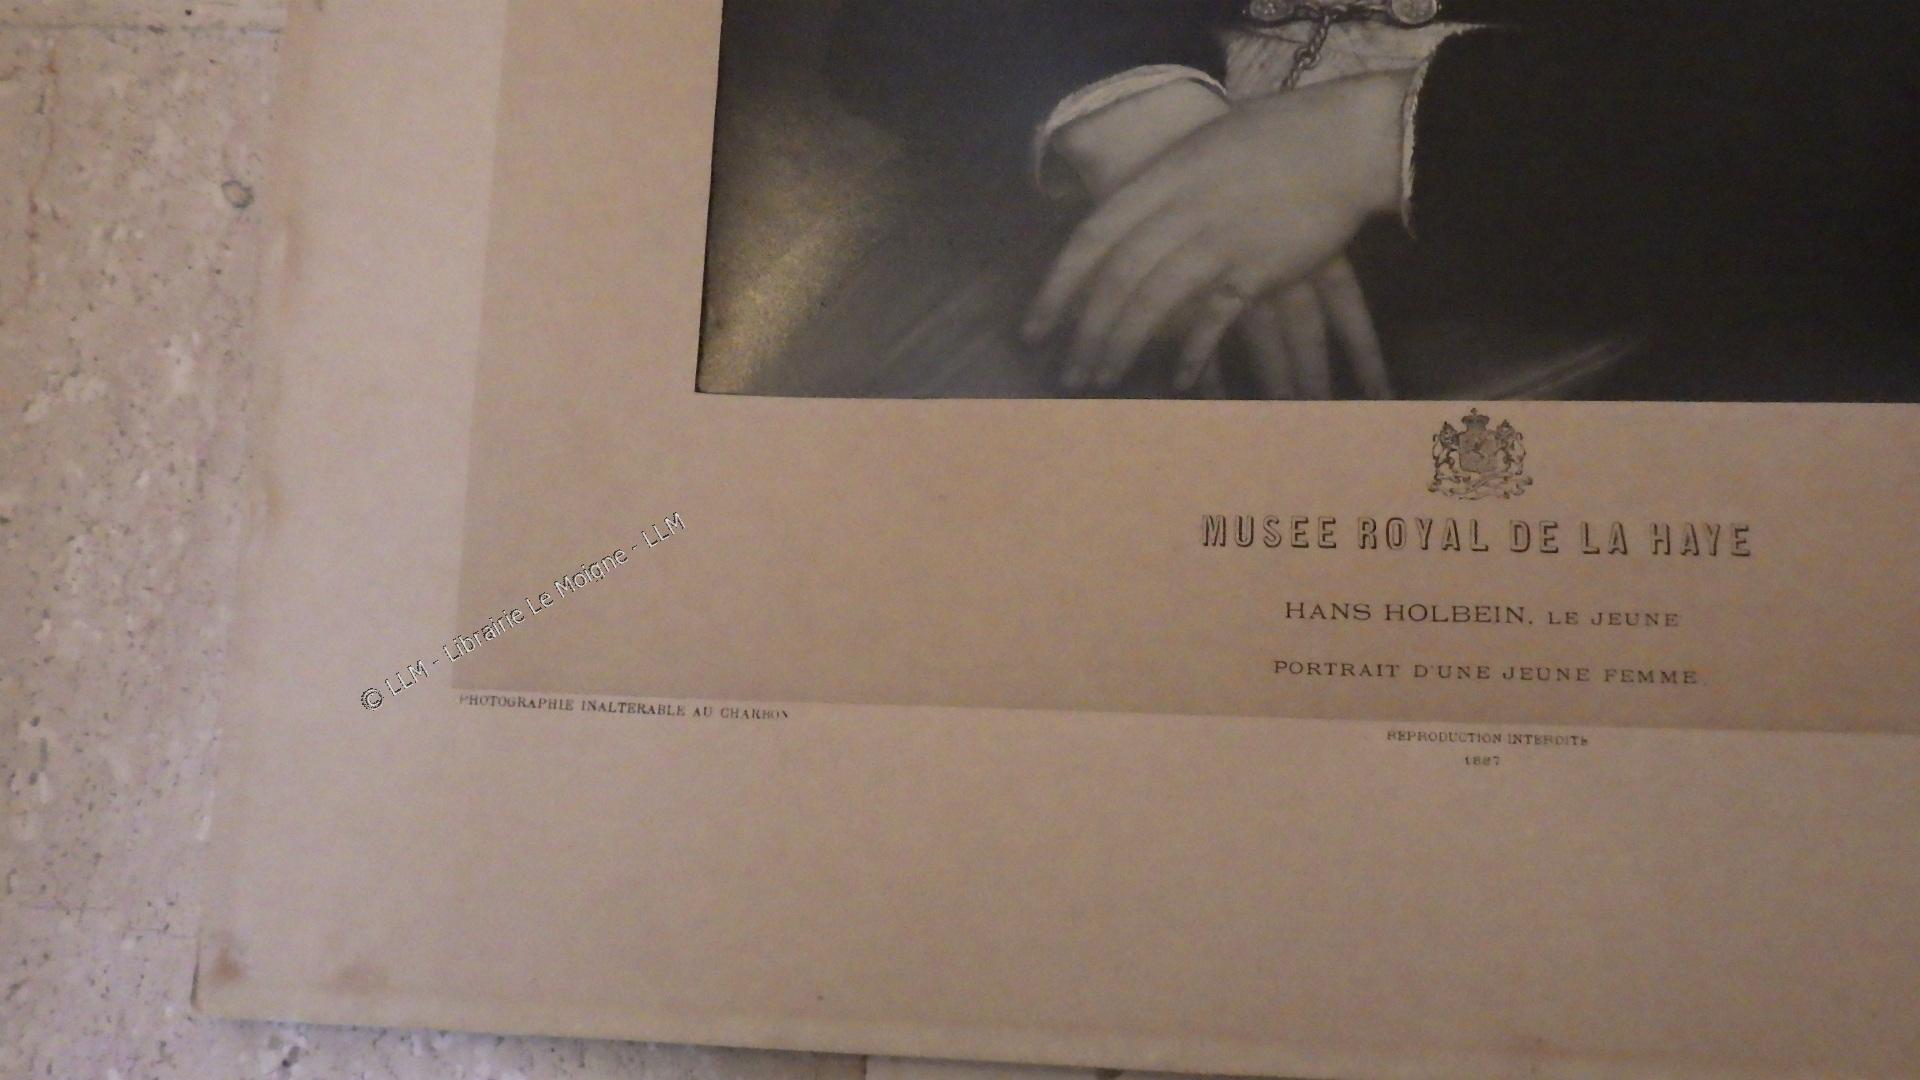 MUSEE ROYAL DE LA HAYE
HANS HOLBEIN, LE JEUNE
PORTRAIT D'UNE JEUNE FEMME.
PHOTOGRAPHIE INALTERABLE AU CHARBON
REPRODUCTION INTERDITE
1887
© LLM - Librairie Le Moigne - LLM